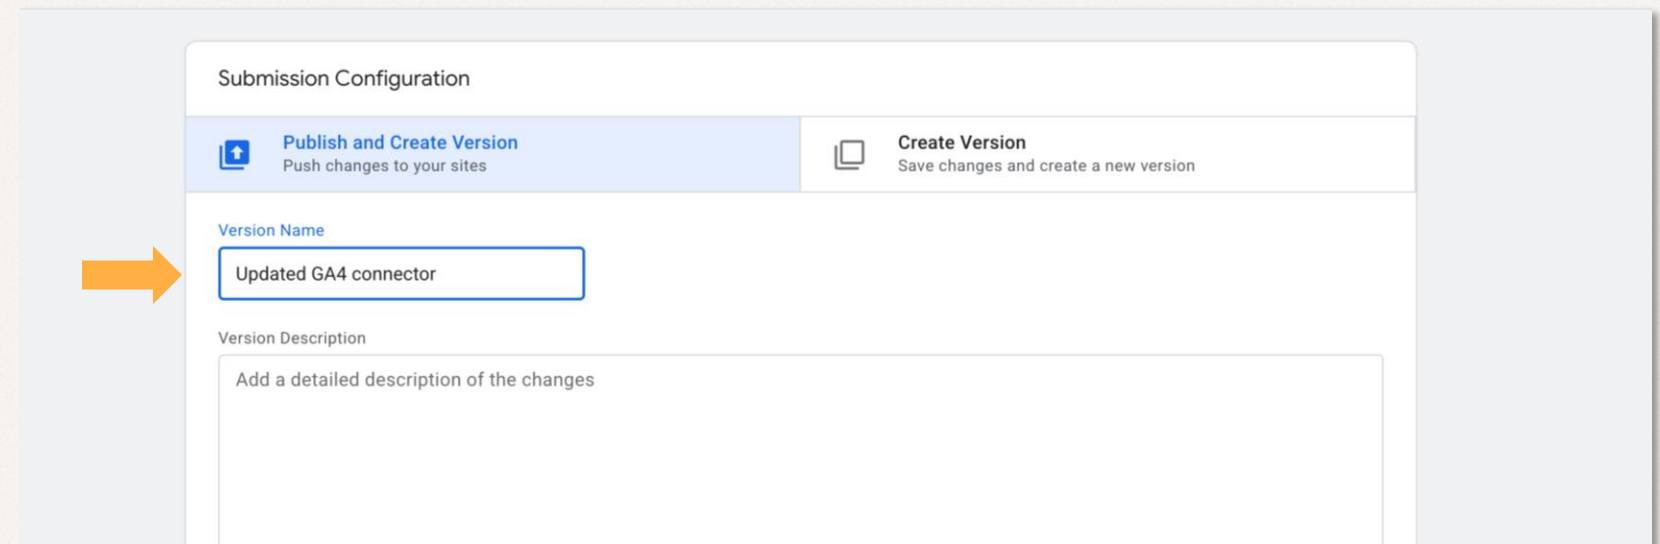 Submission Configuration
Publish and Create Version
Push changes to your sites
Create Version
Save changes and create a new version
Version Name
Updated GA4 connector
Version Description
Add a detailed description of the changes